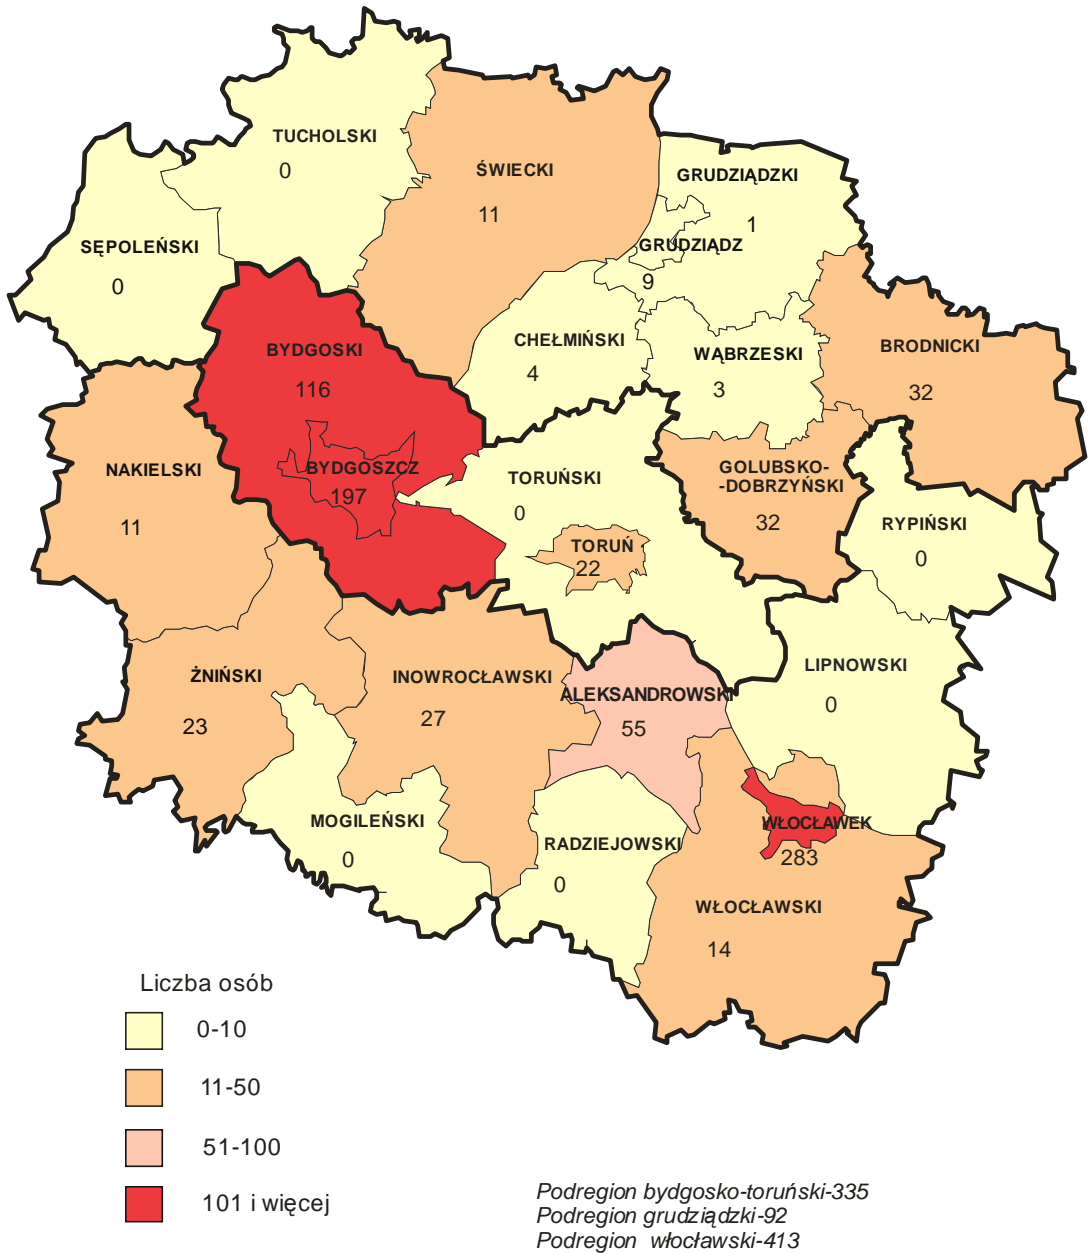 TUCHOLSKI
0
ŚWIECKI
11
GRUDZIĄDZKI
1
SĘPOLEŃSKI
0
GRUDZIĄDZ
9
BYDGOSKI
116
CHEŁMIŃSKI
4
WĄBRZESKI
3
BRODNICKI
32
NAKIELSKI
11
BYDGOSZCZ
197
TORUŃSKI
0
GOLUBSKO-
-DOBRZYŃSKI
32
RYPIŃSKI
0
TORUŃ
22
ŻNIŃSKI
23
INOWROCŁAWSKI
27
ALEKSANDROWSKI
55
LIPNOWSKI
0
MOGILEŃSKI
0
RADZIEJOWSKI
0
WŁOCŁAWEK
283
WŁOCŁAWSKI
14
Liczba osób
0-10
11-50
51-100
101 i więcej
Podregion bydgosko-toruński-335
Podregion grudziądzki-92
Podregion włocławski-413